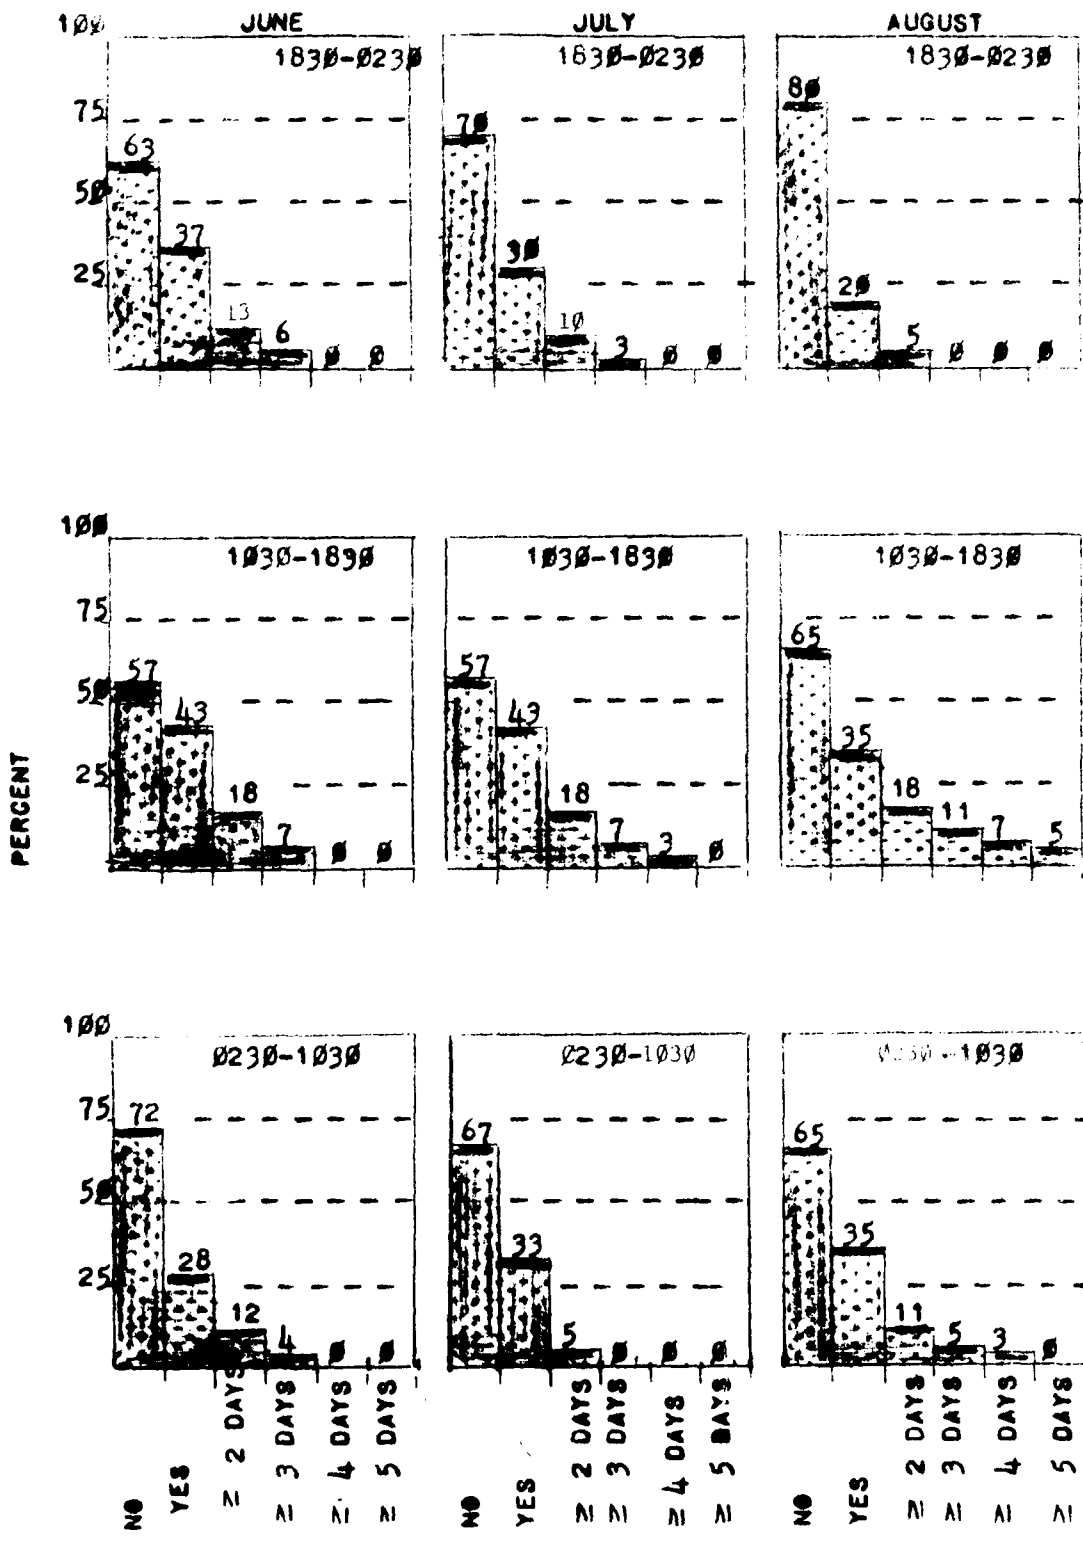 JUNE JULY AUGUST
100
1830-0230 1830-0230 1830-0230
80
75
70
63
50
37
30
25
20
13 10
6 3 5
0 0 0 0 0 0 0
100
1030-1830 1030-1830 1030-1830
75
65
57 57
50
43 43
35
PERCENT
25
18 18 18
11
7 7 3 7 5
0 0 0
100
0230-1030 0230-1030 -1030
75
72 67 65
50
33 35
28
25
12 11
4 5 5 3
0 0 0 0 0 0
NO YES ≥ 2 DAYS ≥ 3 DAYS ≥ 4 DAYS ≥ 5 DAYS
NO YES ≥ 2 DAYS ≥ 3 DAYS ≥ 4 DAYS ≥ 5 DAYS
NO YES ≥ 2 DAYS ≥ 3 DAYS ≥ 4 DAYS ≥ 5 DAYS